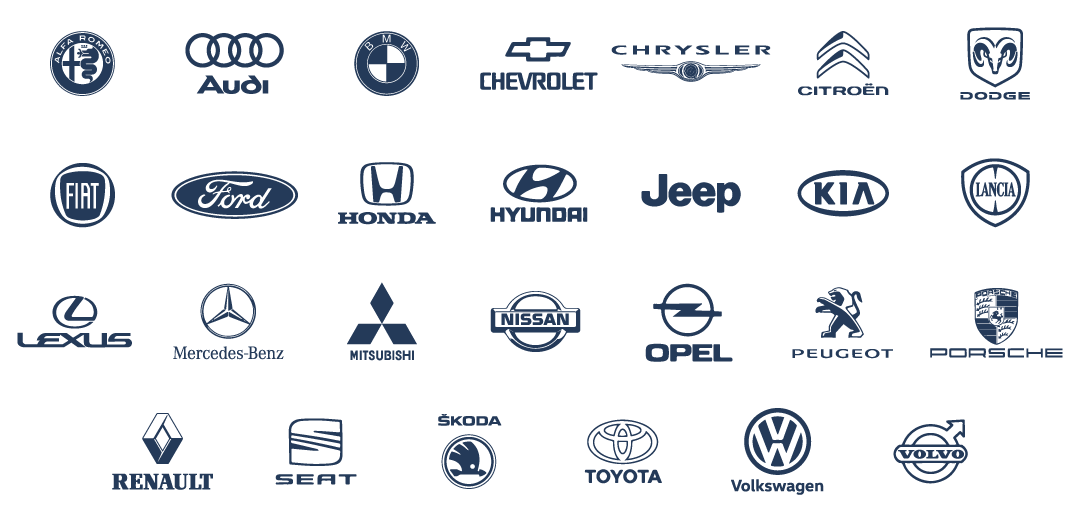 ALFA ROMEO
Audi
BMW
CHEVROLET
CHRYSLER
CITROËN
DODGE
FIAT
Ford
HONDA
HYUNDAI
Jeep
KIA
LANCIA
LEXUS
Mercedes-Benz
MITSUBISHI
NISSAN
OPEL
PEUGEOT
PORSCHE
PORSCHE
RENAULT
SEAT
ŠKODA
TOYOTA
Volkswagen
VOLVO